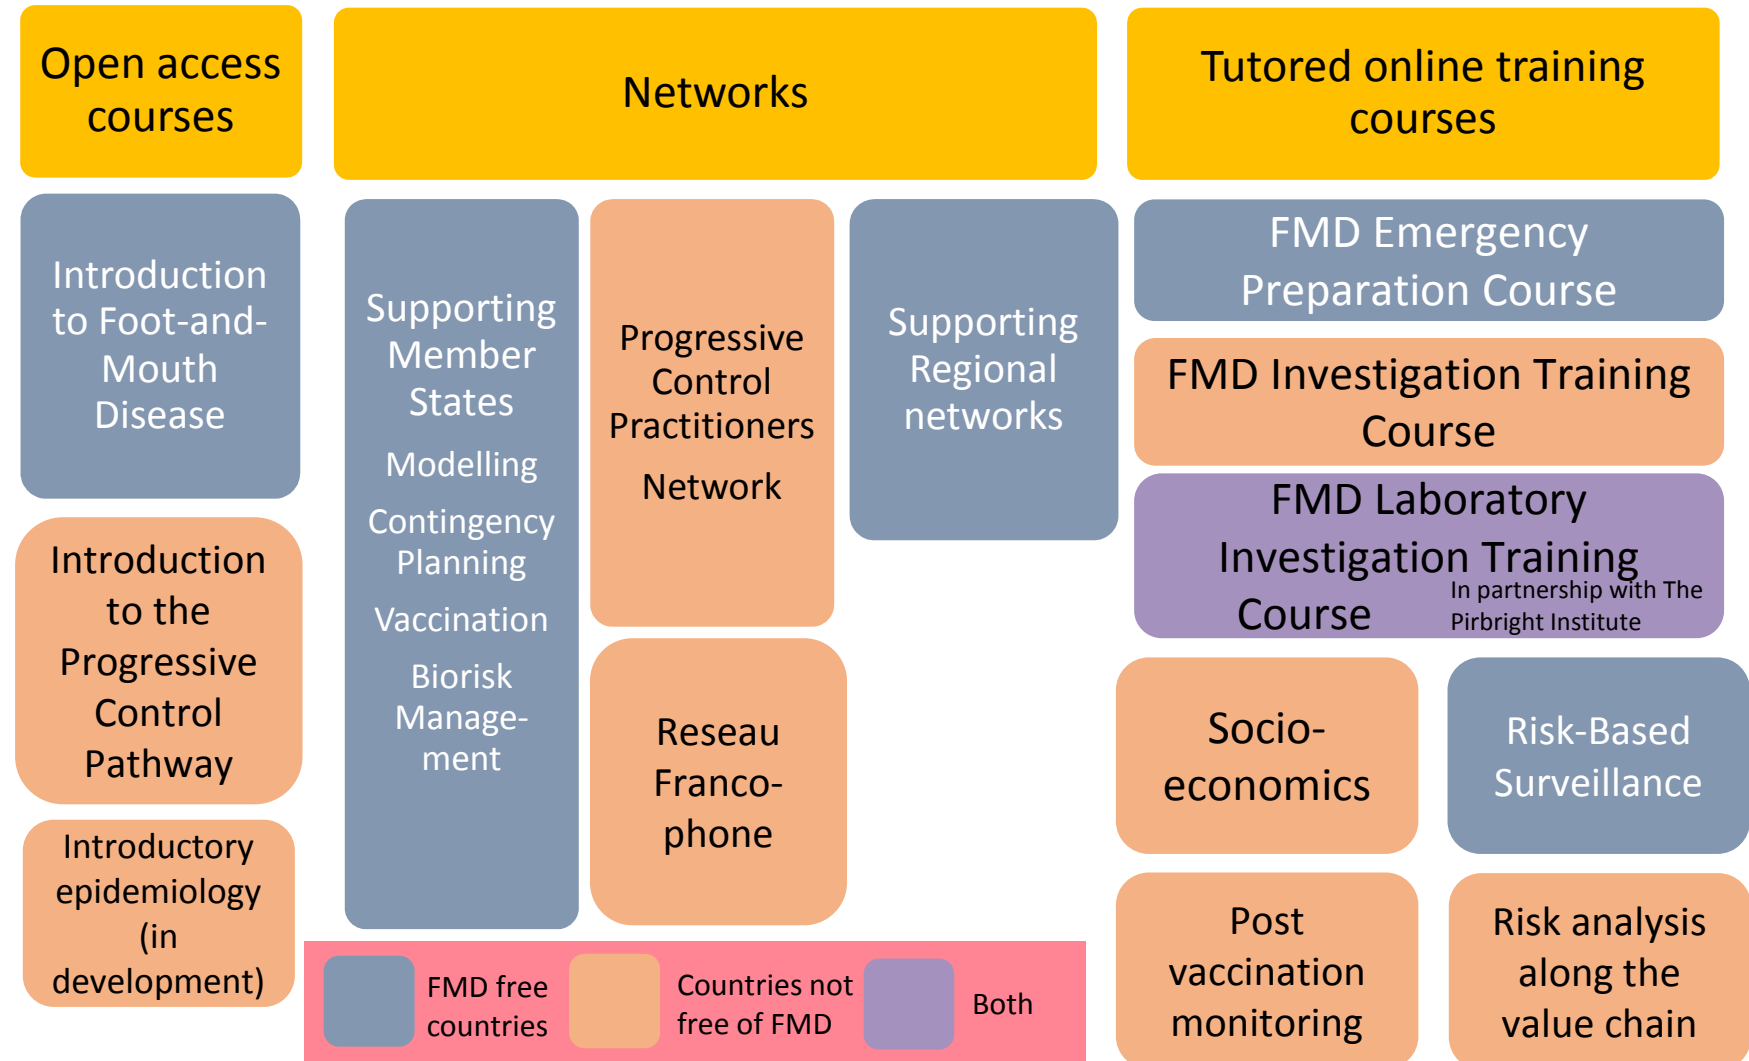 Open access
courses
Networks
Tutored online training
courses
Introduction
to Foot-and-
Mouth
Disease
Introduction
to the
Progressive
Control
Pathway
Introductory
epidemiology
(in
development)
Supporting
Member
States
Modelling
Contingency
Planning
Vaccination
Biorisk
Manage-
ment
Progressive
Control
Practitioners
Network
Reseau
Franco-
phone
Supporting
Regional
networks
FMD Emergency
Preparation Course
FMD Investigation Training
Course
FMD Laboratory
Investigation Training
Course
In partnership with The
Pirbright Institute
Socio-
economics
Risk-Based
Surveillance
Post
vaccination
monitoring
Risk analysis
along the
value chain
FMD free
countries
Countries not
free of FMD
Both